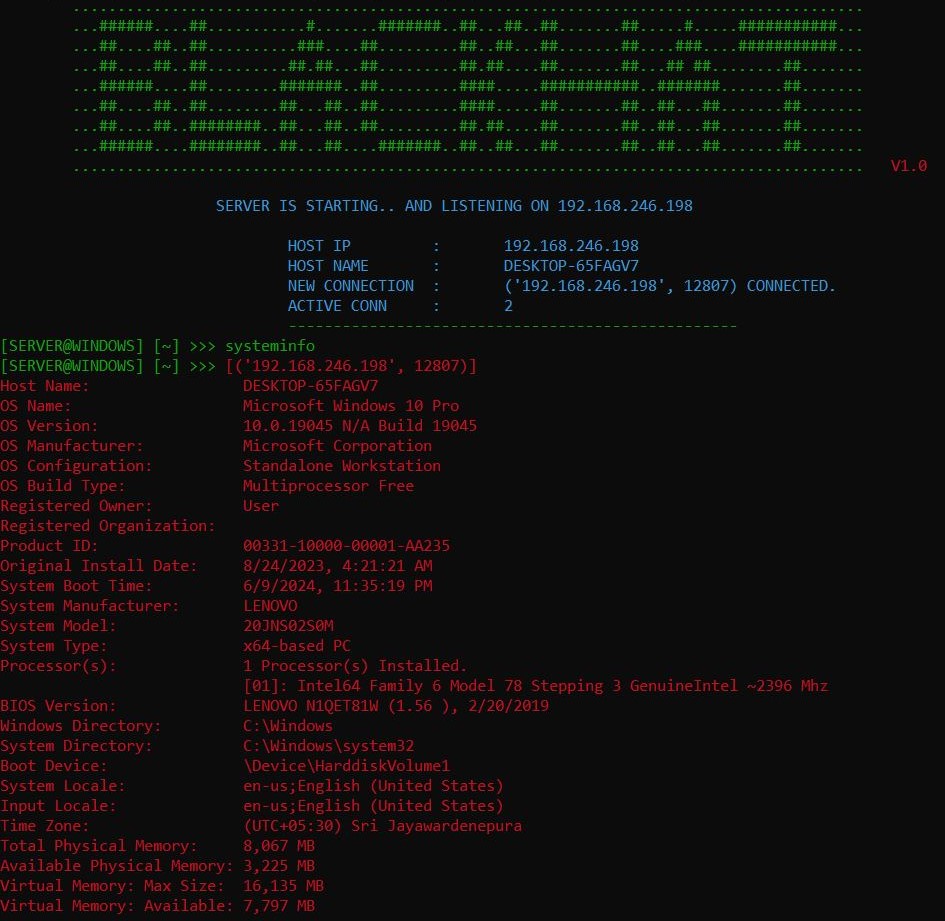 BLACKHAT
V1.0
SERVER IS STARTING.. AND LISTENING ON 192.168.246.198
HOST IP : 192.168.246.198
HOST NAME : DESKTOP-65FAGV7
NEW CONNECTION : ('192.168.246.198', 12807) CONNECTED.
ACTIVE CONN : 2
--------------------------------------------------
[SERVER@WINDOWS] [~] >>> systeminfo
[SERVER@WINDOWS] [~] >>> [('192.168.246.198', 12807)]
Host Name: DESKTOP-65FAGV7
OS Name: Microsoft Windows 10 Pro
OS Version: 10.0.19045 N/A Build 19045
OS Manufacturer: Microsoft Corporation
OS Configuration: Standalone Workstation
OS Build Type: Multiprocessor Free
Registered Owner: User
Registered Organization:
Product ID: 00331-10000-00001-AA235
Original Install Date: 8/24/2023, 4:21:21 AM
System Boot Time: 6/9/2024, 11:35:19 PM
System Manufacturer: LENOVO
System Model: 20JNS02S0M
System Type: x64-based PC
Processor(s): 1 Processor(s) Installed.
[01]: Intel64 Family 6 Model 78 Stepping 3 GenuineIntel ~2396 Mhz
BIOS Version: LENOVO N1QET81W (1.56 ), 2/20/2019
Windows Directory: C:\Windows
System Directory: C:\Windows\system32
Boot Device: \Device\HarddiskVolume1
System Locale: en-us;English (United States)
Input Locale: en-us;English (United States)
Time Zone: (UTC+05:30) Sri Jayawardenepura
Total Physical Memory: 8,067 MB
Available Physical Memory: 3,225 MB
Virtual Memory: Max Size: 16,135 MB
Virtual Memory: Available: 7,797 MB